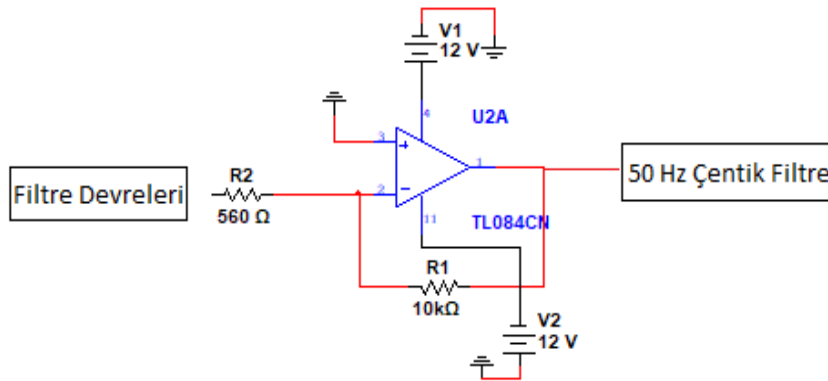 V1
12 V
4
U2A
3
+
Filtre Devreleri
R2
560 Ω
2
−
1
50 Hz Çentik Filtre
11
TL084CN
R1
10kΩ
V2
12 V